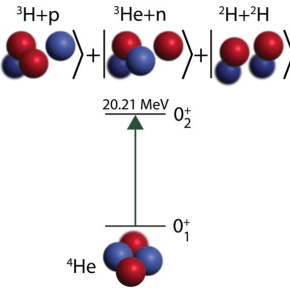 ³H+p ³He+n ²H+²H
+ +
20.21 MeV 0₂⁺
0₁⁺
⁴He